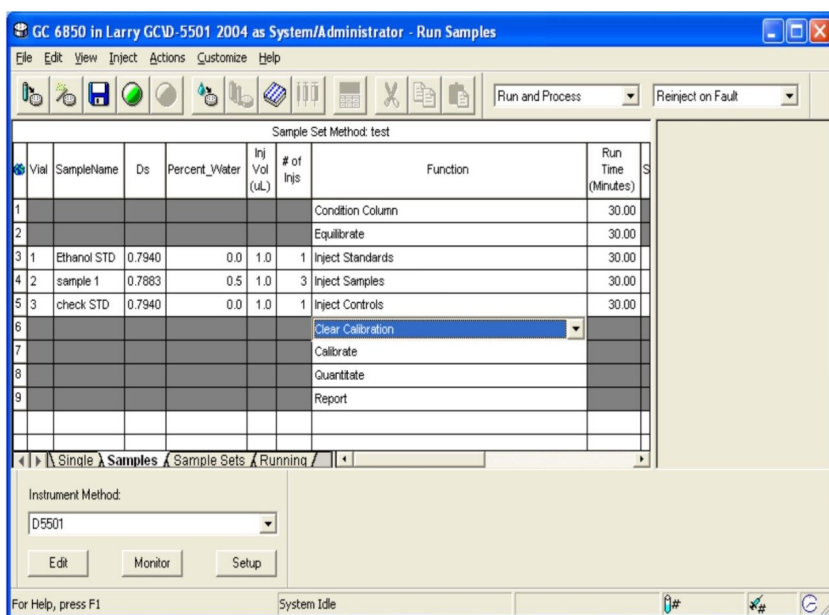 GC 6850 in Larry GC\D-5501 2004 as System/Administrator - Run Samples
File Edit View Inject Actions Customize Help
Run and Process Reinject on Fault
Sample Set Method: test
Vial SampleName Ds Percent_Water Inj Vol (uL) # of Injs Function Run Time (Minutes) S
1 Condition Column 30.00
2 Equilibrate 30.00
3 1 Ethanol STD 0.7940 0.0 1.0 1 Inject Standards 30.00
4 2 sample 1 0.7883 0.5 1.0 3 Inject Samples 30.00
5 3 check STD 0.7940 0.0 1.0 1 Inject Controls 30.00
6 Clear Calibration
7 Calibrate
8 Quantitate
9 Report
Single Samples Sample Sets Running
Instrument Method:
D5501
Edit Monitor Setup
For Help, press F1 System Idle # #